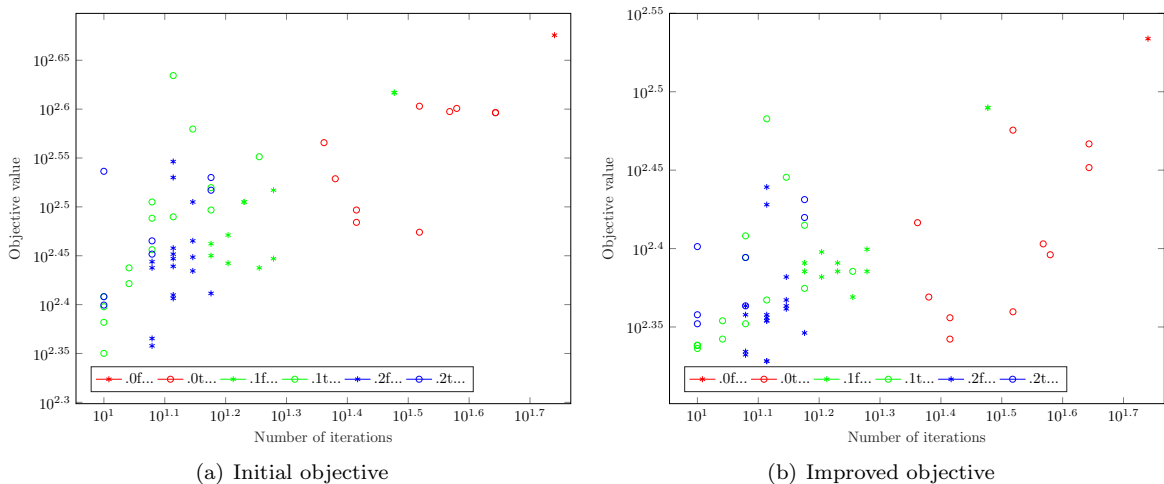 10^2.65
10^2.6
10^2.55
10^2.5
10^2.45
10^2.4
10^2.35
10^2.3
Objective value
.0f... .0t... .1f... .1t... .2f... .2t...
10^1 10^1.1 10^1.2 10^1.3 10^1.4 10^1.5 10^1.6 10^1.7
Number of iterations
(a) Initial objective
10^2.55
10^2.5
10^2.45
10^2.4
10^2.35
Objective value
.0f... .0t... .1f... .1t... .2f... .2t...
10^1 10^1.1 10^1.2 10^1.3 10^1.4 10^1.5 10^1.6 10^1.7
Number of iterations
(b) Improved objective